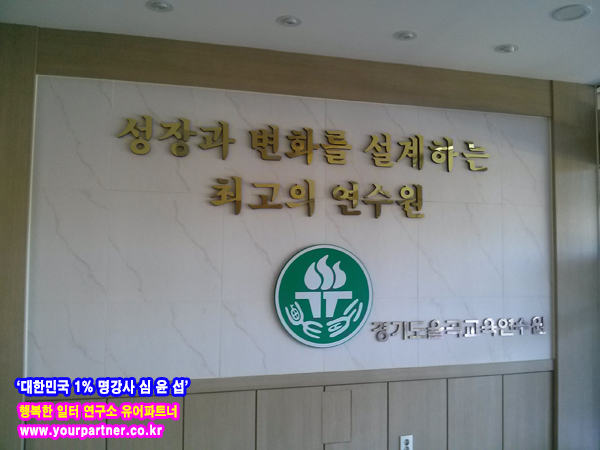 성장과 변화를 설계하는
최고의 연수원
경기도율곡교육연수원
'대한민국 1% 명강사 심 윤 섭'
행복한 일터 연구소 유어파트너
www.yourpartner.co.kr